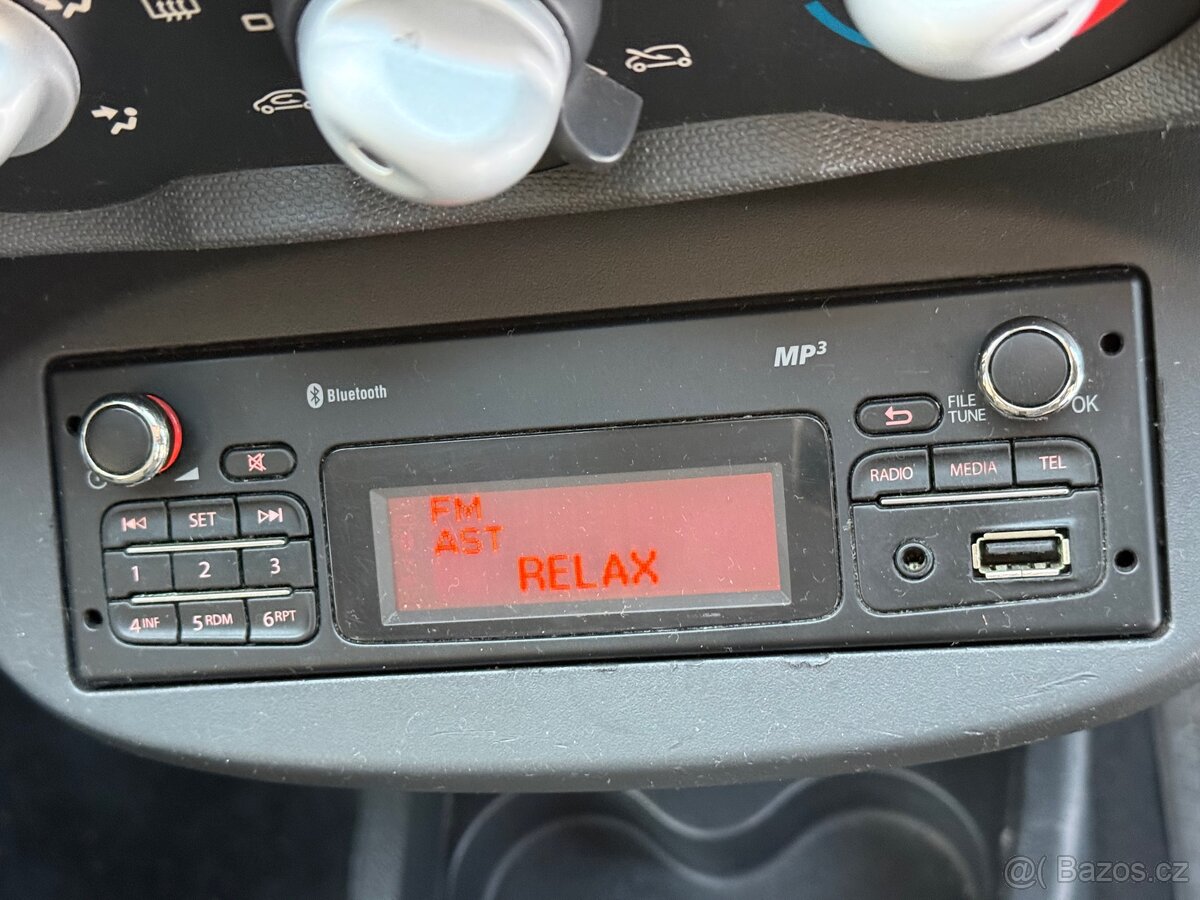 MP3
Bluetooth
FILE
TUNE
OK
RADIO
MEDIA
TEL
SET
1
2
3
4INF
5RDM
6RPT
FM
AST
RELAX
@( Bazos.cz